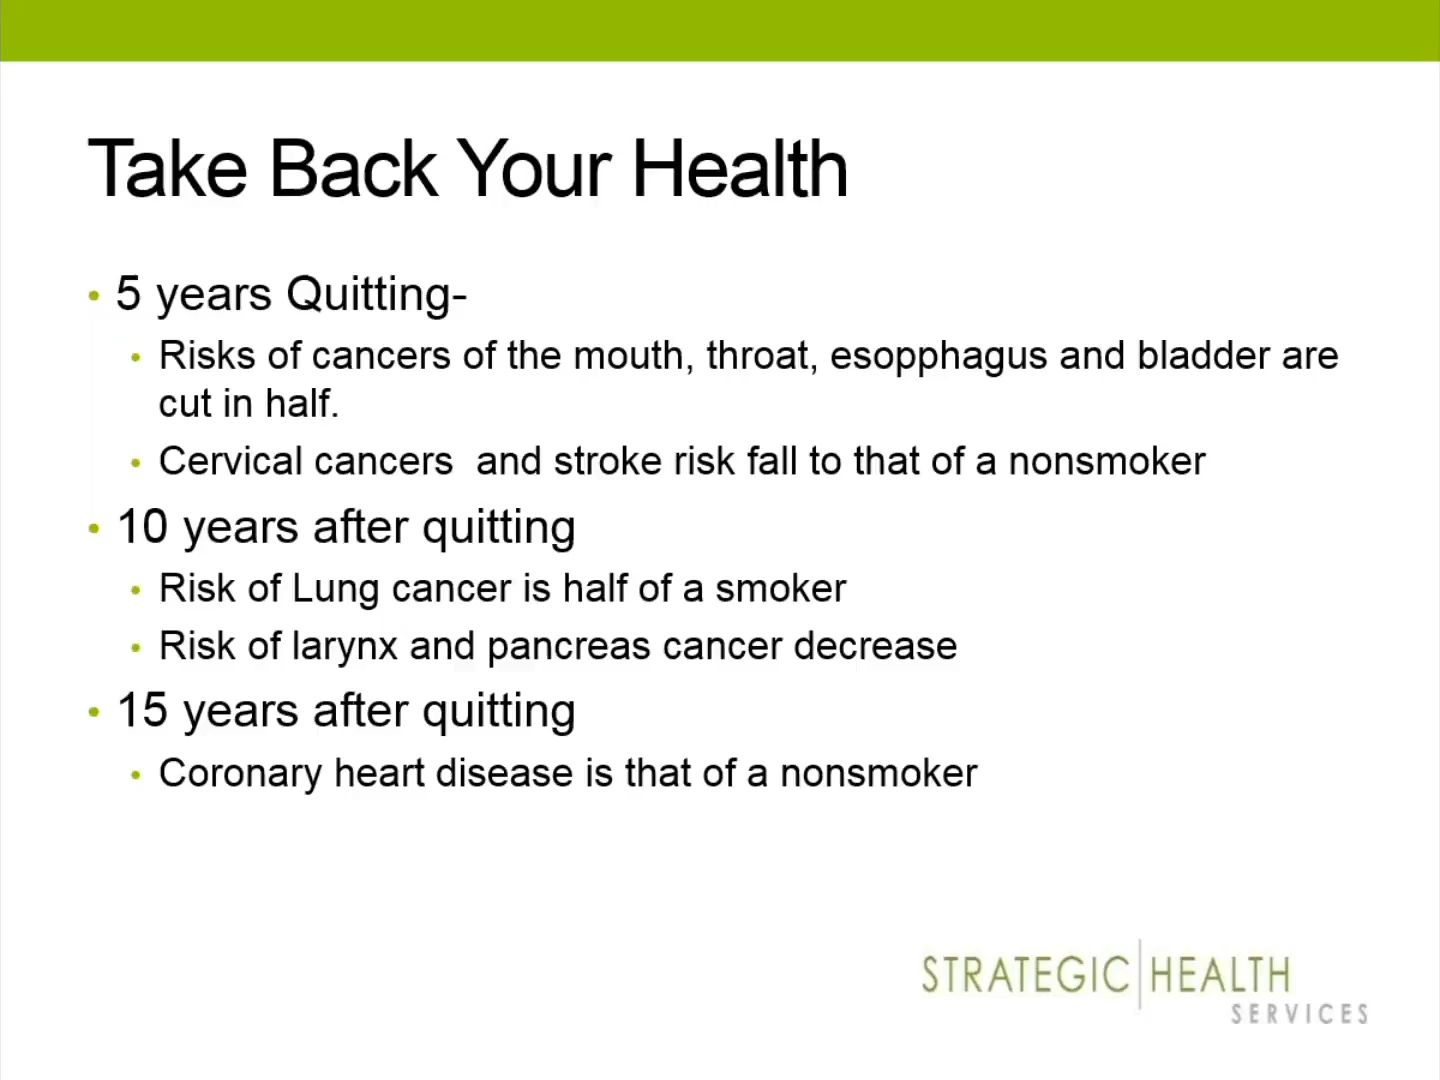 Take Back Your Health
• 5 years Quitting-
• Risks of cancers of the mouth, throat, esopphagus and bladder are
cut in half.
• Cervical cancers  and stroke risk fall to that of a nonsmoker
• 10 years after quitting
• Risk of Lung cancer is half of a smoker
• Risk of larynx and pancreas cancer decrease
• 15 years after quitting
• Coronary heart disease is that of a nonsmoker
STRATEGIC HEALTH
SERVICES